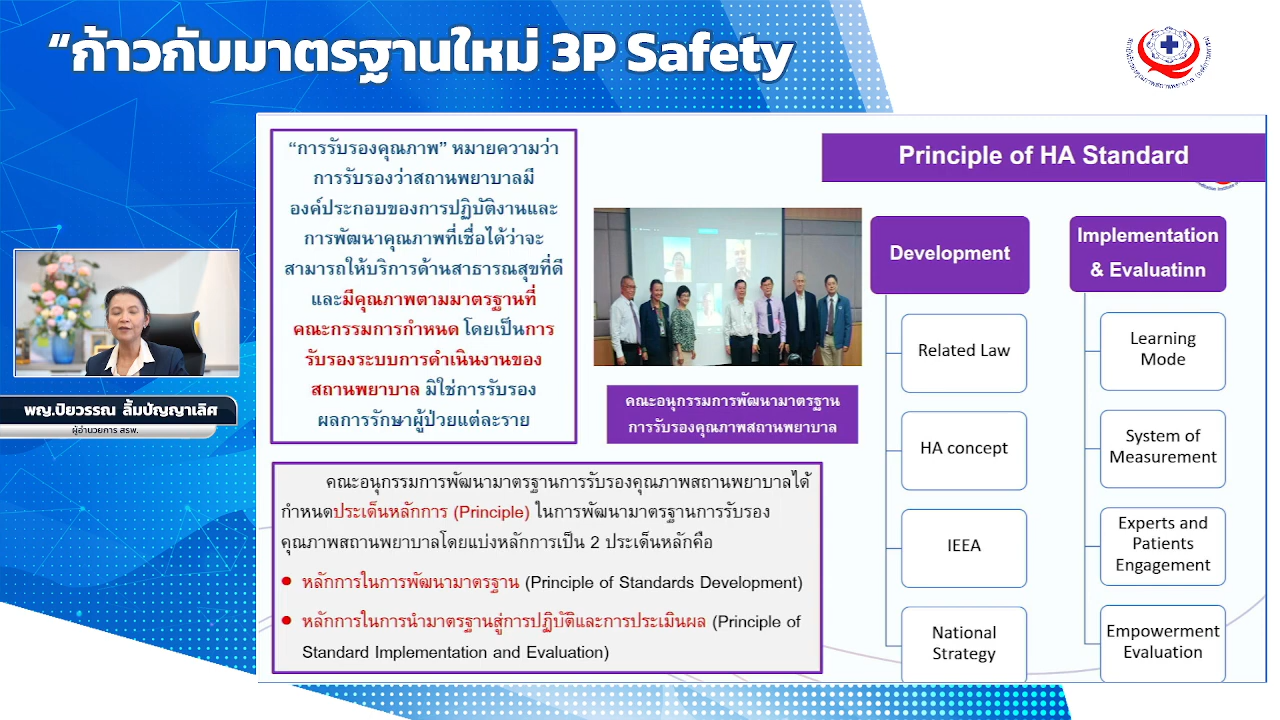 “ก้าวกับมาตรฐานใหม่ 3P Safety
“การรับรองคุณภาพ” หมายความว่า
การรับรองว่าสถานพยาบาลมี
องค์ประกอบของการปฏิบัติงานและ
การพัฒนาคุณภาพที่เชื่อได้ว่าจะ
สามารถให้บริการด้านสาธารณสุขที่ดี
และมีคุณภาพตามมาตรฐานที่
คณะกรรมการกำหนด โดยเป็นการ
รับรองระบบการดำเนินงานของ
สถานพยาบาล มิใช่การรับรอง
ผลการรักษาผู้ป่วยแต่ละราย
คณะอนุกรรมการพัฒนามาตรฐาน
การรับรองคุณภาพสถานพยาบาล
พญ.ปิยวรรณ ลิ้มปัญญาเลิศ
ผู้อำนวยการ สรพ.
คณะอนุกรรมการพัฒนามาตรฐานการรับรองคุณภาพสถานพยาบาลได้
กำหนดประเด็นหลักการ (Principle) ในการพัฒนามาตรฐานการรับรอง
คุณภาพสถานพยาบาลโดยแบ่งหลักการเป็น 2 ประเด็นหลักคือ
หลักการในการพัฒนามาตรฐาน (Principle of Standards Development)
หลักการในการนำมาตรฐานสู่การปฏิบัติและการประเมินผล (Principle of
Standard Implementation and Evaluation)
Principle of HA Standard
Development
Related Law
HA concept
IEEA
National
Strategy
Implementation
& Evaluatinn
Learning
Mode
System of
Measurement
Experts and
Patients
Engagement
Empowerment
Evaluation